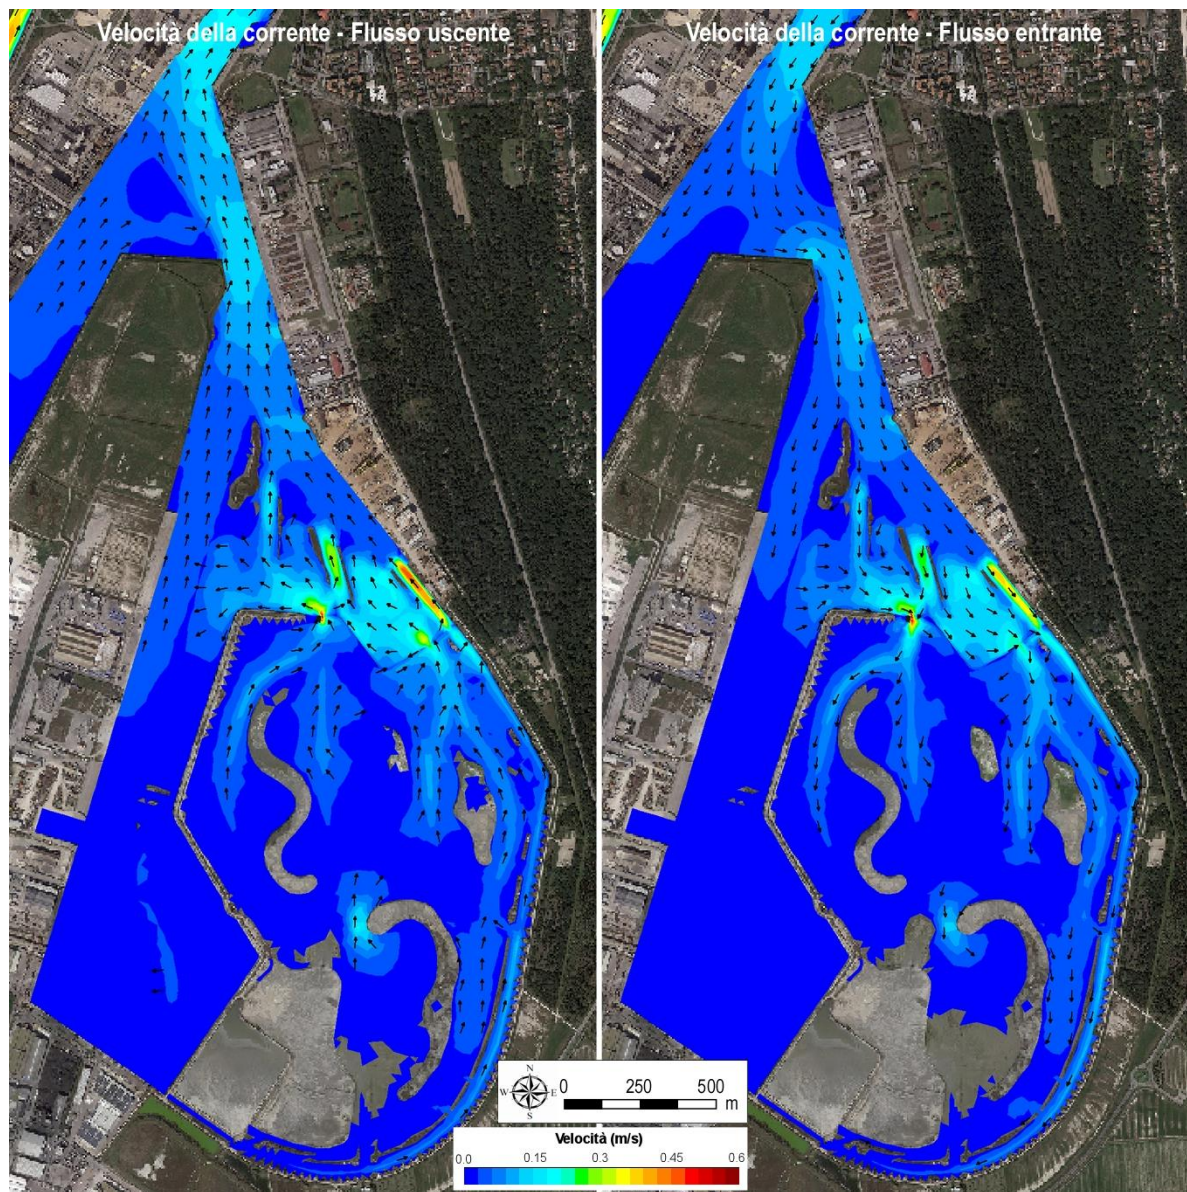 Velocità della corrente - Flusso uscente
Velocità della corrente - Flusso entrante
N
W E
S
0 250 500
m
Velocità (m/s)
0.0 0.15 0.3 0.45 0.6